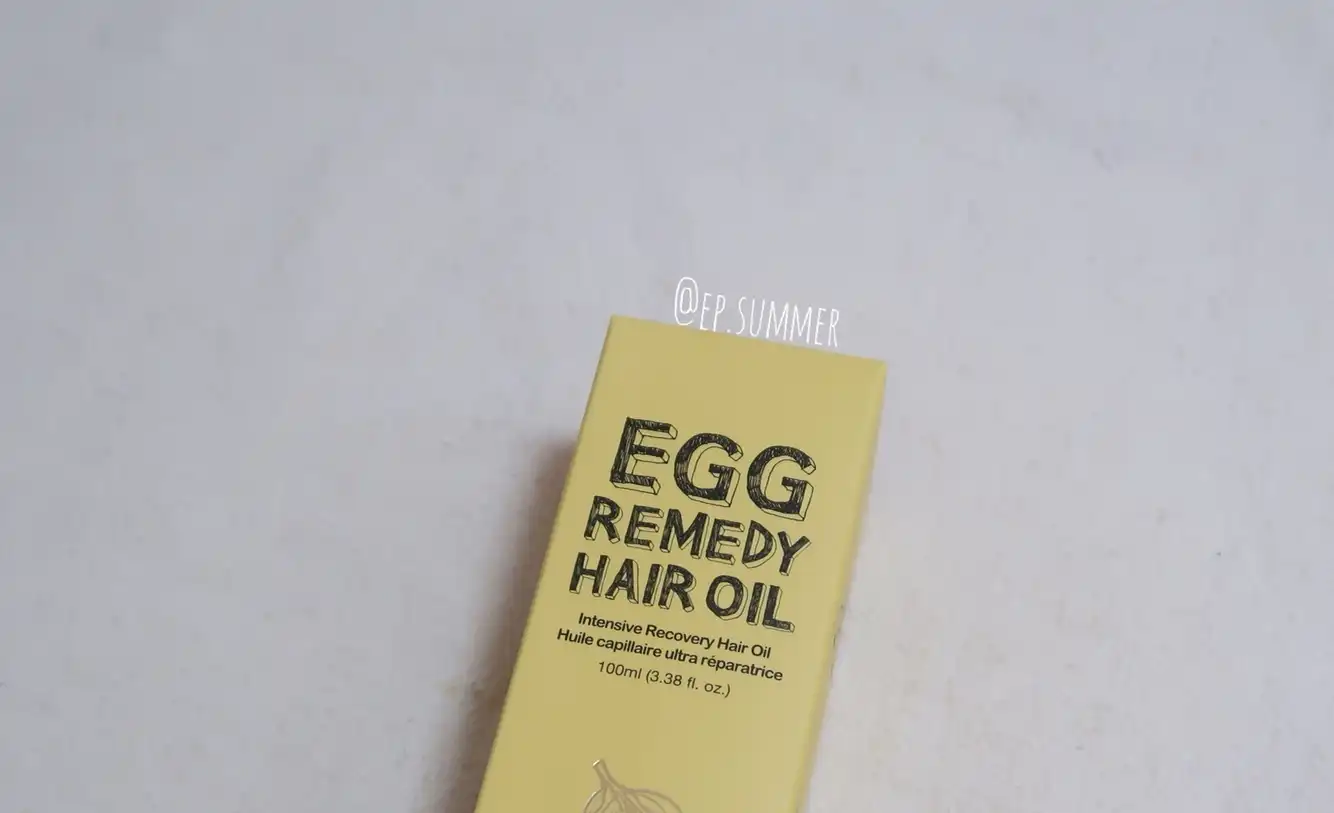 @EP.SUMMER
EGG
REMEDY
HAIR OIL
Intensive Recovery Hair Oil
Huile capillaire ultra réparatrice
100ml (3.38 fl. oz.)